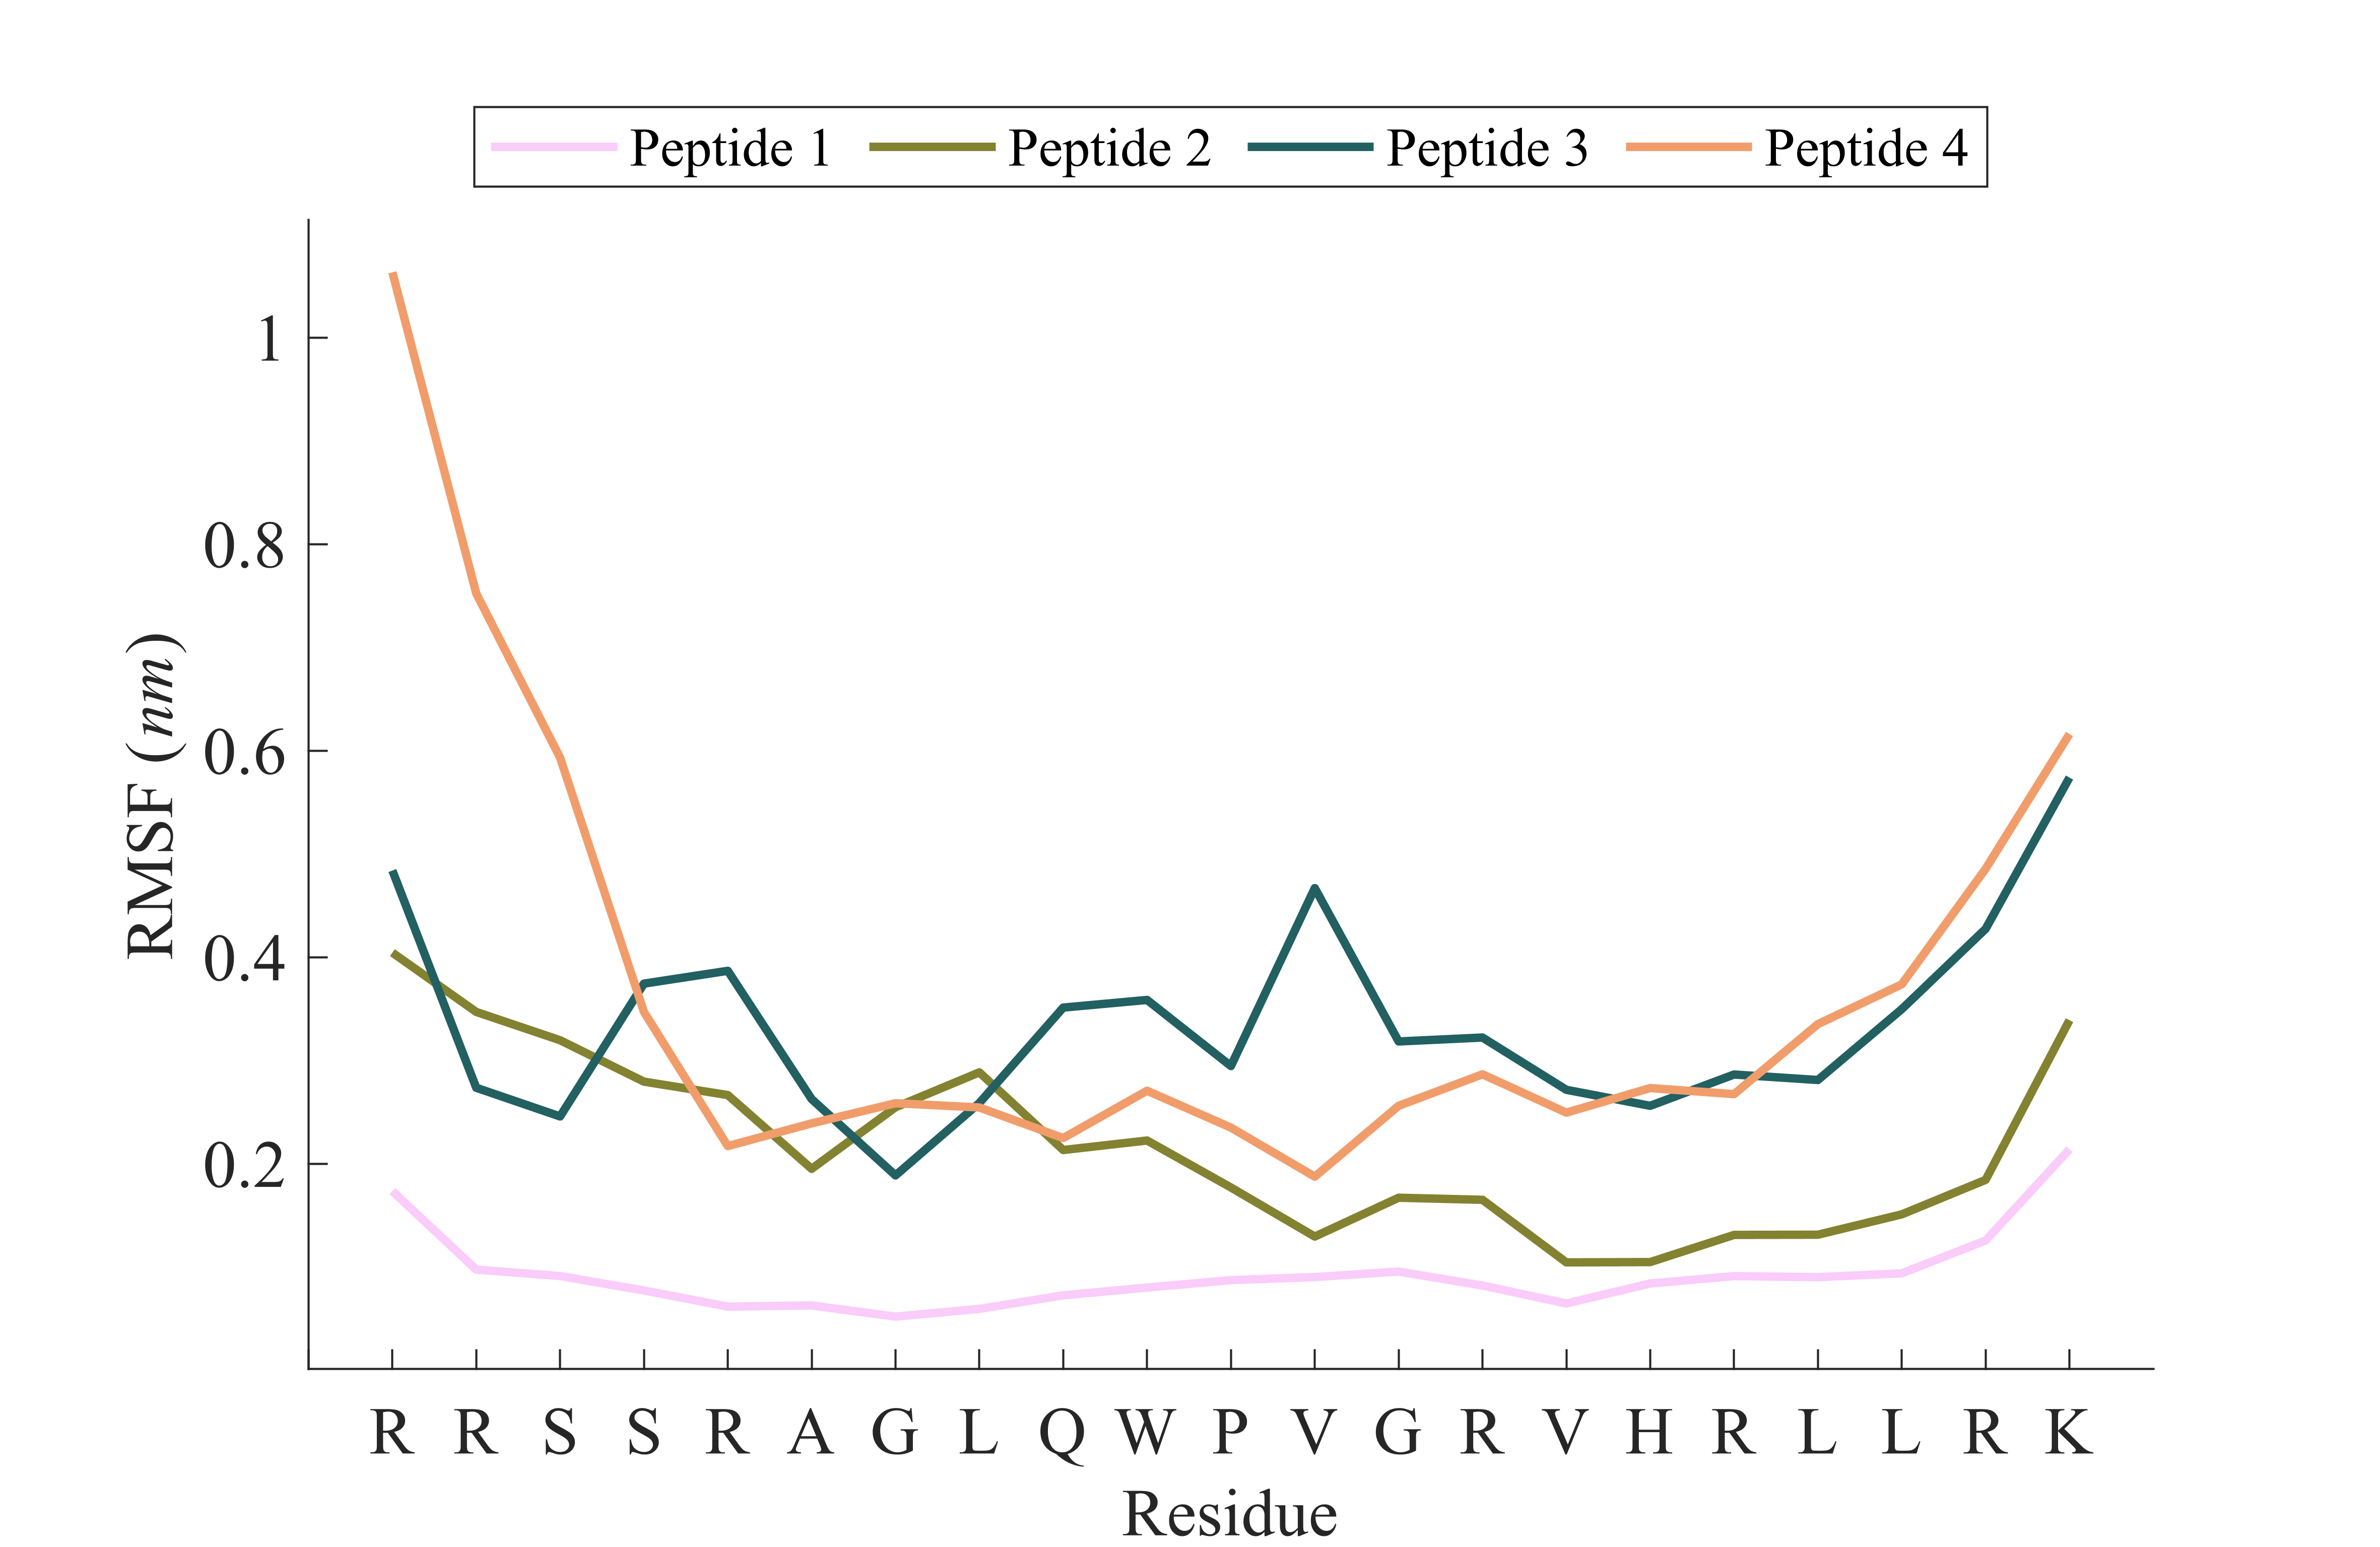 Peptide 1 Peptide 2 Peptide 3 Peptide 4
1
0.8
0.6
0.4
0.2
RMSF (nm)
R R S S R A G L Q W P V G R V H R L L R K
Residue